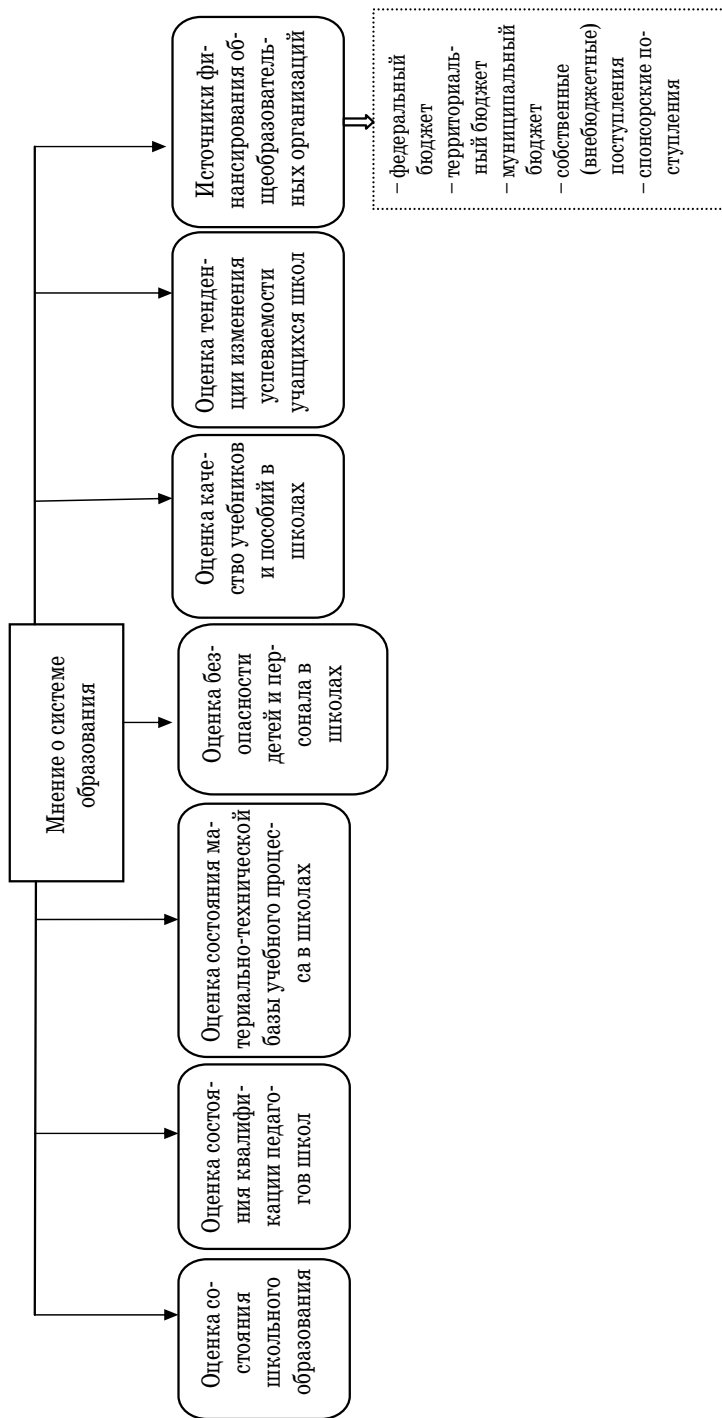 Мнение о системе
образования
Оценка со-
стояния
школьного
образования
Оценка состоя-
ния квалифи-
кации педаго-
гов школ
Оценка состояния ма-
териально-технической
базы учебного процес-
са в школах
Оценка без-
опасности
детей и пер-
сонала в
школах
Оценка каче-
ство учебников
и пособий в
школах
Оценка тенден-
ции изменения
успеваемости
учащихся школ
Источники фи-
нансирования об-
щеобразователь-
ных организаций
– федеральный
бюджет
– территориаль-
ный бюджет
– муниципальный
бюджет
– собственные
(внебюджетные)
поступления
– спонсорские по-
ступления